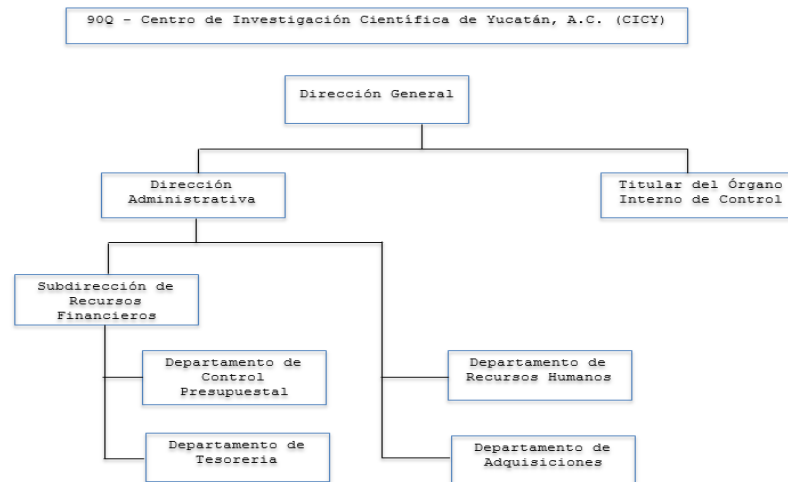 90Q – Centro de Investigación Científica de Yucatán, A.C. (CICY)
Dirección General
Dirección
Administrativa
Titular del Órgano
Interno de Control
Subdirección de
Recursos
Financieros
Departamento de
Control
Presupuestal
Departamento de
Recursos Humanos
Departamento de
Tesoreria
Departamento de
Adquisiciones